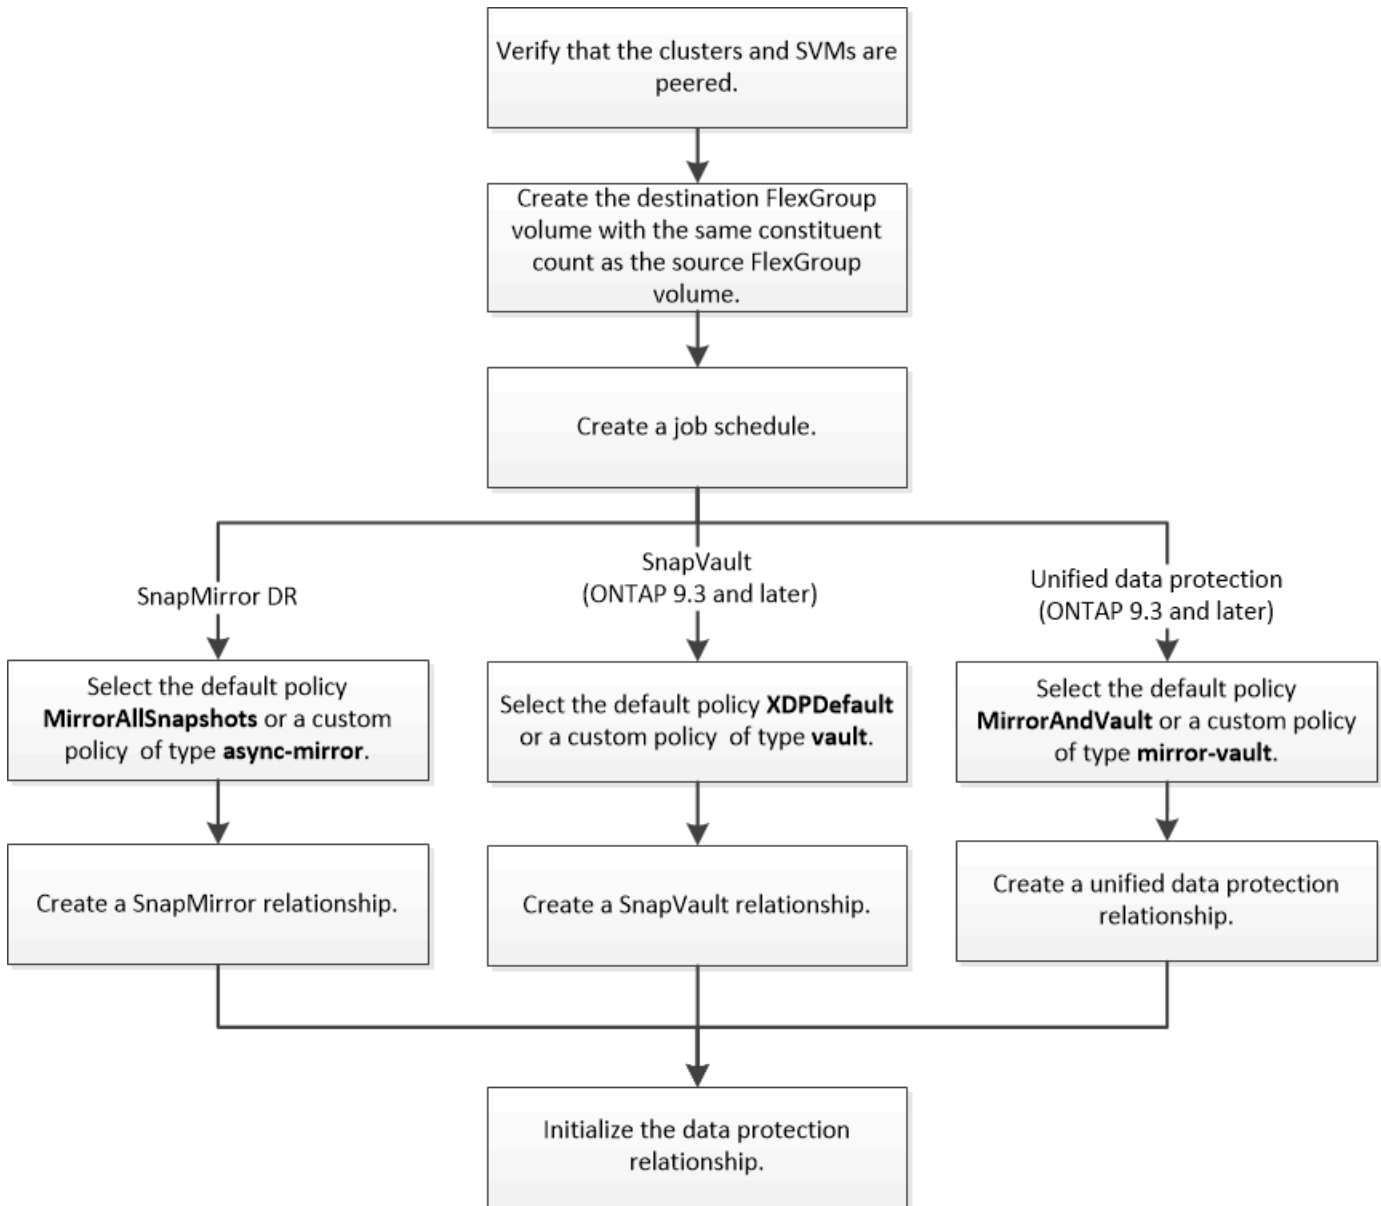 Verify that the clusters and SVMs are
peered.
Create the destination FlexGroup
volume with the same constituent
count as the source FlexGroup
volume.
Create a job schedule.
SnapMirror DR
SnapVault
(ONTAP 9.3 and later)
Unified data protection
(ONTAP 9.3 and later)
Select the default policy
MirrorAllSnapshots or a custom
policy of type async-mirror.
Select the default policy XDPDefault
or a custom policy of type vault.
Select the default policy
MirrorAndVault or a custom policy
of type mirror-vault.
Create a SnapMirror relationship.
Create a SnapVault relationship.
Create a unified data protection
relationship.
Initialize the data protection
relationship.